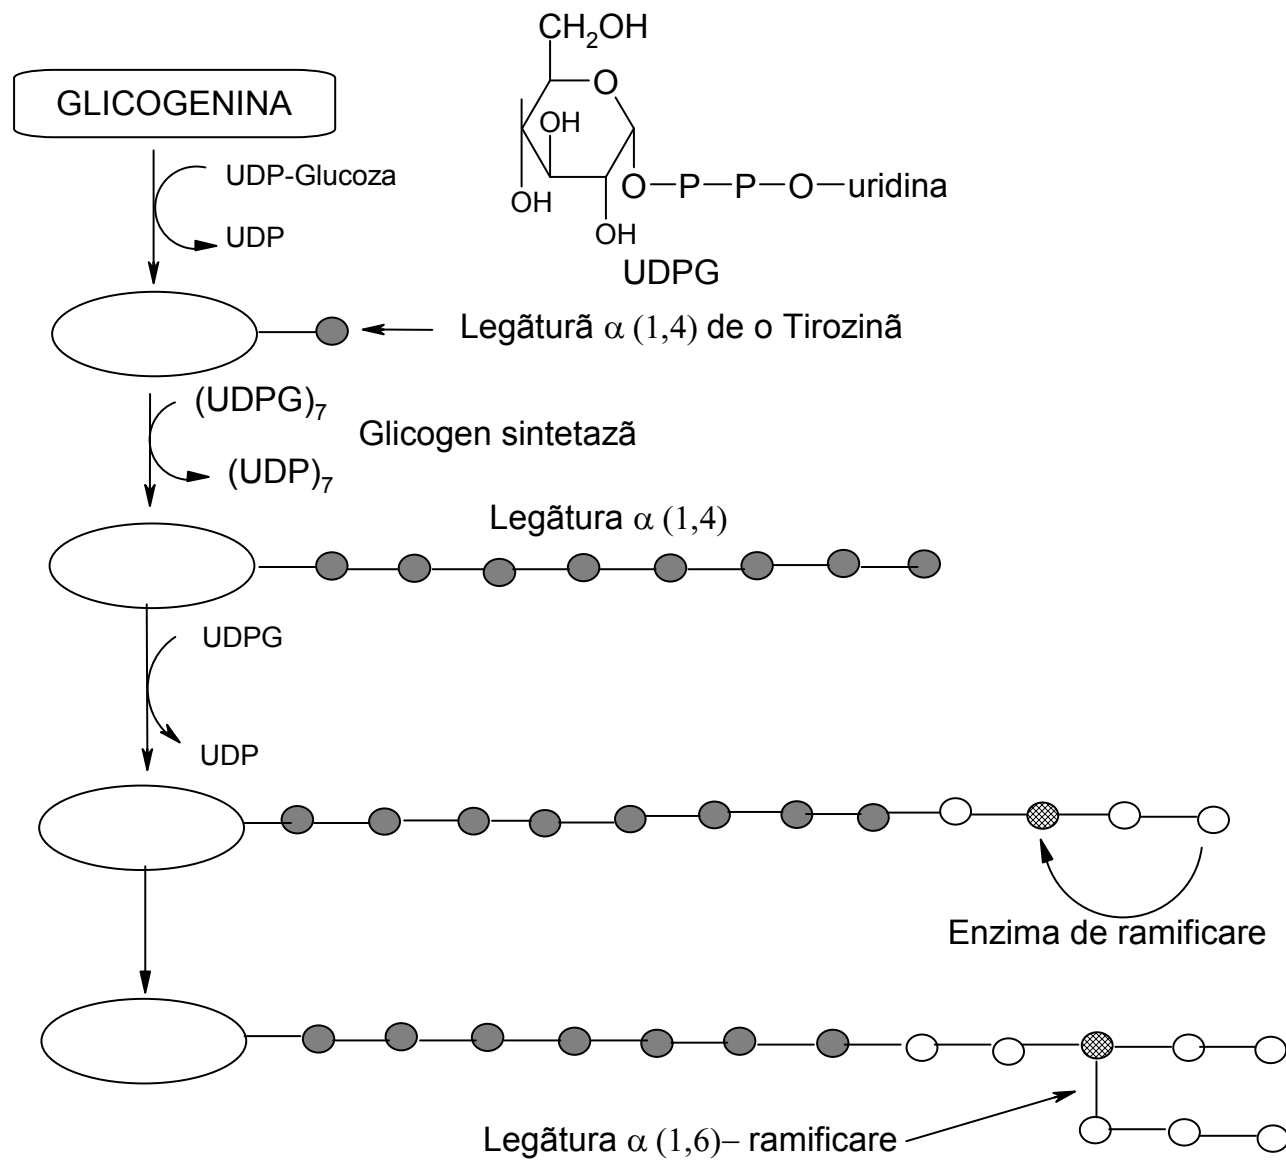 CH₂OH
GLICOGENINA
O
OH
UDP-Glucoza
OH
O—P—P—O—uridina
OH
UDP
UDPG
Legãturã α (1,4) de o Tirozinã
(UDPG)₇
Glicogen sintetazã
(UDP)₇
Legãtura α (1,4)
UDPG
UDP
Enzima de ramificare
Legãtura α (1,6)– ramificare